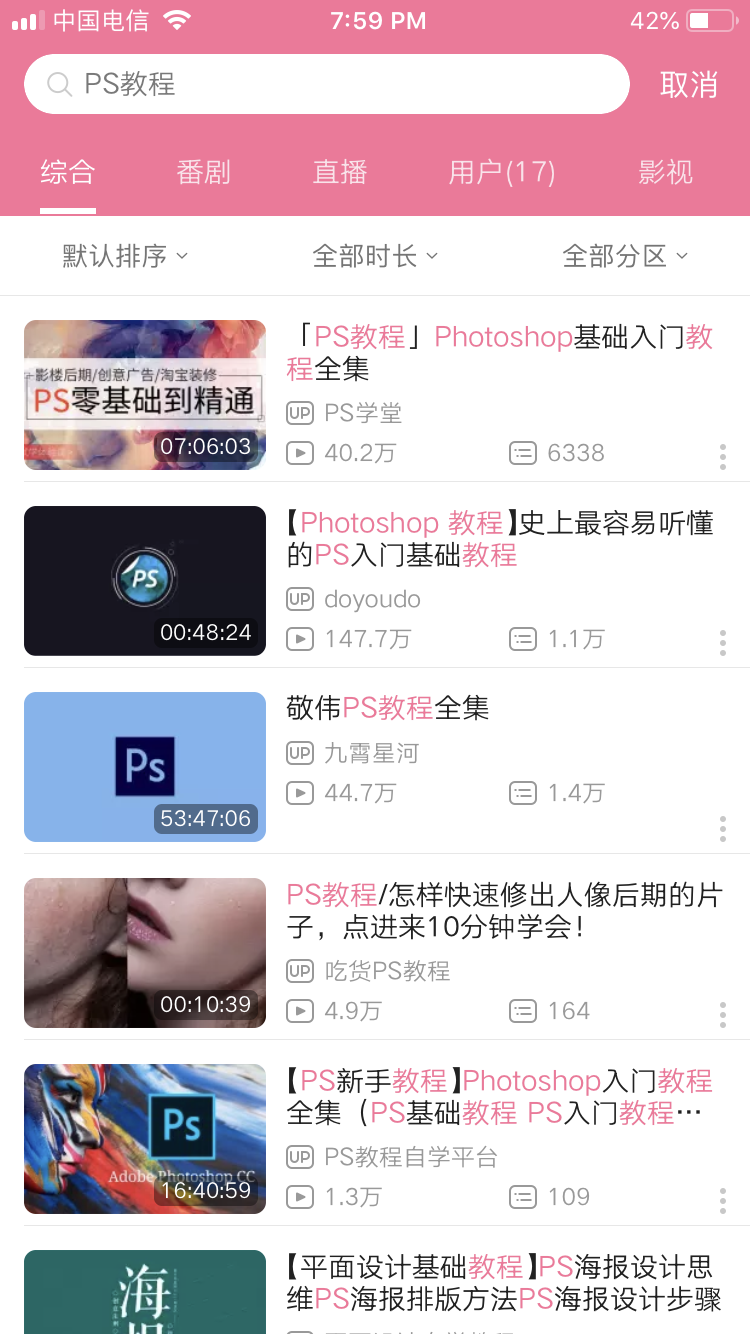 中国电信 7:59 PM 42%
PS教程 取消
综合 番剧 直播 用户(17) 影视
默认排序 全部时长 全部分区
影楼后期/创意广告/淘宝装修
PS零基础到精通
07:06:03
「PS教程」Photoshop基础入门教
程全集
UP PS学堂
40.2万 6338
PS
00:48:24
【Photoshop 教程】史上最容易听懂
的PS入门基础教程
UP doyoudo
147.7万 1.1万
Ps
53:47:06
敬伟PS教程全集
UP 九霄星河
44.7万 1.4万
00:10:39
PS教程/怎样快速修出人像后期的片
子，点进来10分钟学会！
UP 吃货PS教程
4.9万 164
Ps
Adobe Photoshop CC
16:40:59
【PS新手教程】Photoshop入门教程
全集（PS基础教程 PS入门教程…
UP PS教程自学平台
1.3万 109
海
【平面设计基础教程】PS海报设计思
维PS海报排版方法PS海报设计步骤